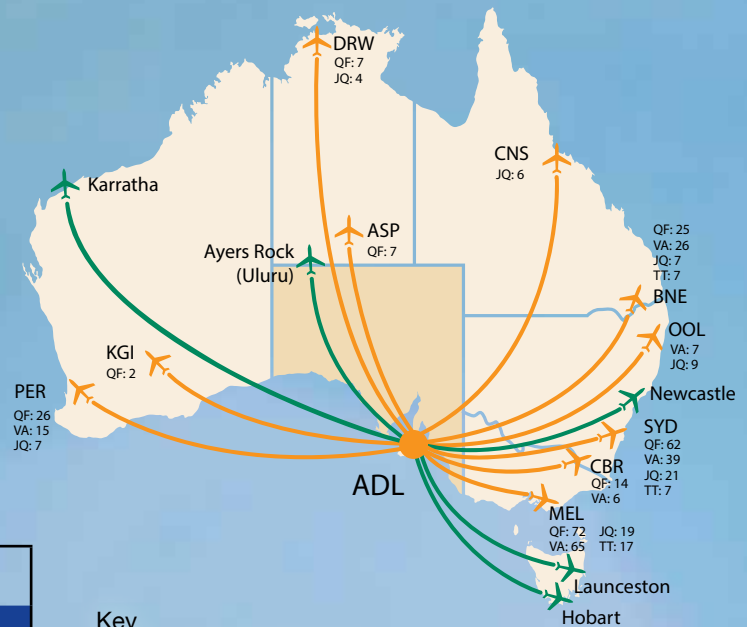 DRW
QF: 7
JQ: 4
CNS
JQ: 6
Karratha
ASP
QF: 7
Ayers Rock
(Uluru)
QF: 25
VA: 26
JQ: 7
TT: 7
BNE
OOL
VA: 7
JQ: 9
KGI
QF: 2
PER
QF: 26
VA: 15
JQ: 7
Newcastle
SYD
QF: 62
VA: 39
JQ: 21
TT: 7
CBR
QF: 14
VA: 6
ADL
MEL
QF: 72 JQ: 19
VA: 65 TT: 17
Launceston
Hobart
Key